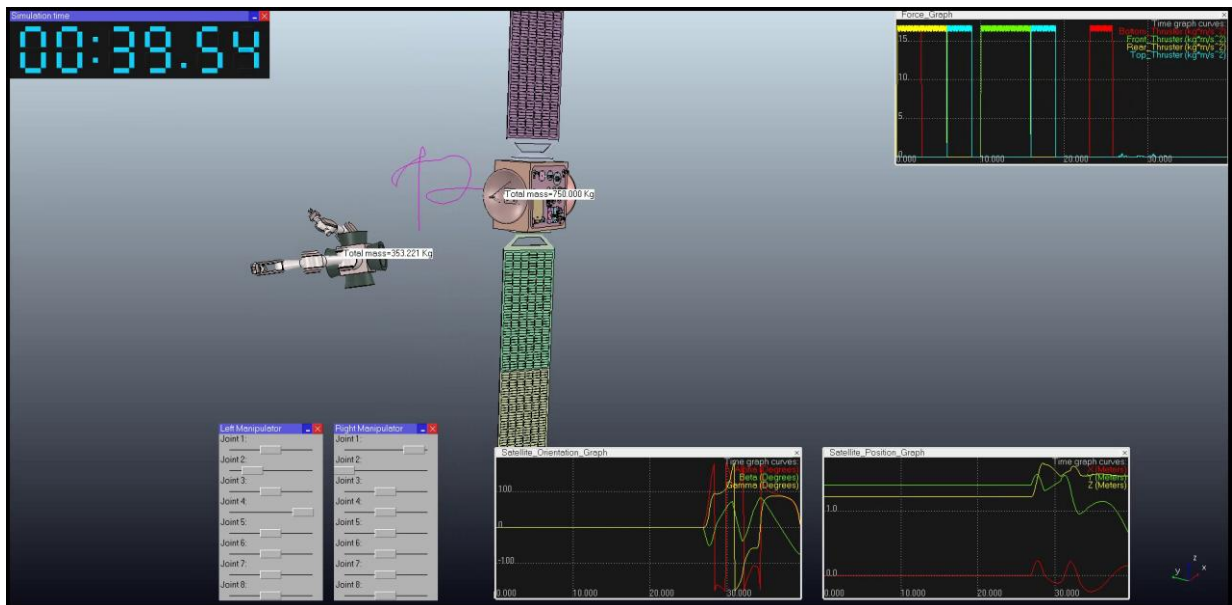 Simulation time
00:39.54
Total mass=750.000 Kg
Total mass=353.221 Kg
Force_Graph
Time graph curves:
Bottom_Thruster (kg*m/s^2)
Front_Thruster (kg*m/s^2)
Rear_Thruster (kg*m/s^2)
Top_Thruster (kg*m/s^2)
15.
10.
5.
0.
0.000
10.000
20.000
30.000
Left Manipulator
Joint 1:
Joint 2:
Joint 3:
Joint 4:
Joint 5:
Joint 6:
Joint 7:
Joint 8:
Right Manipulator
Joint 1:
Joint 2:
Joint 3:
Joint 4:
Joint 5:
Joint 6:
Joint 7:
Joint 8:
Satellite_Orientation_Graph
Time graph curves:
Alpha (Degrees)
Beta (Degrees)
Gamma (Degrees)
100
0
-100
0.000
10.000
20.000
30.000
Satellite_Position_Graph
Time graph curves:
(Meters)
(Meters)
Z (Meters)
1.0
0.0
0.000
10.000
20.000
30.000
z
y
x